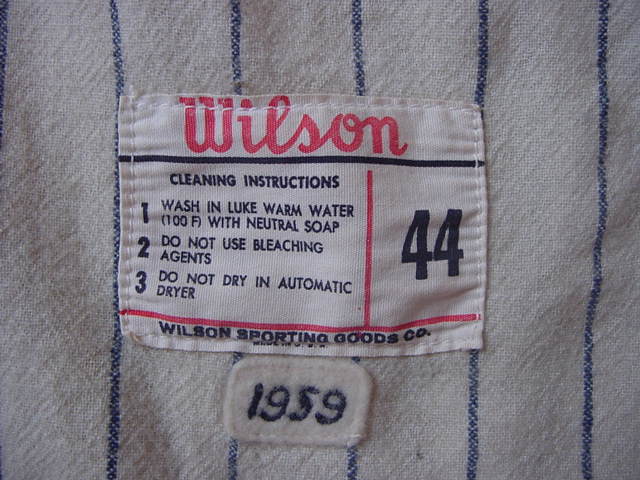 Wilson
CLEANING INSTRUCTIONS
1 WASH IN LUKE WARM WATER
(100 F) WITH NEUTRAL SOAP
2 DO NOT USE BLEACHING
AGENTS
3 DO NOT DRY IN AUTOMATIC
DRYER
44
WILSON SPORTING GOODS CO.
1959